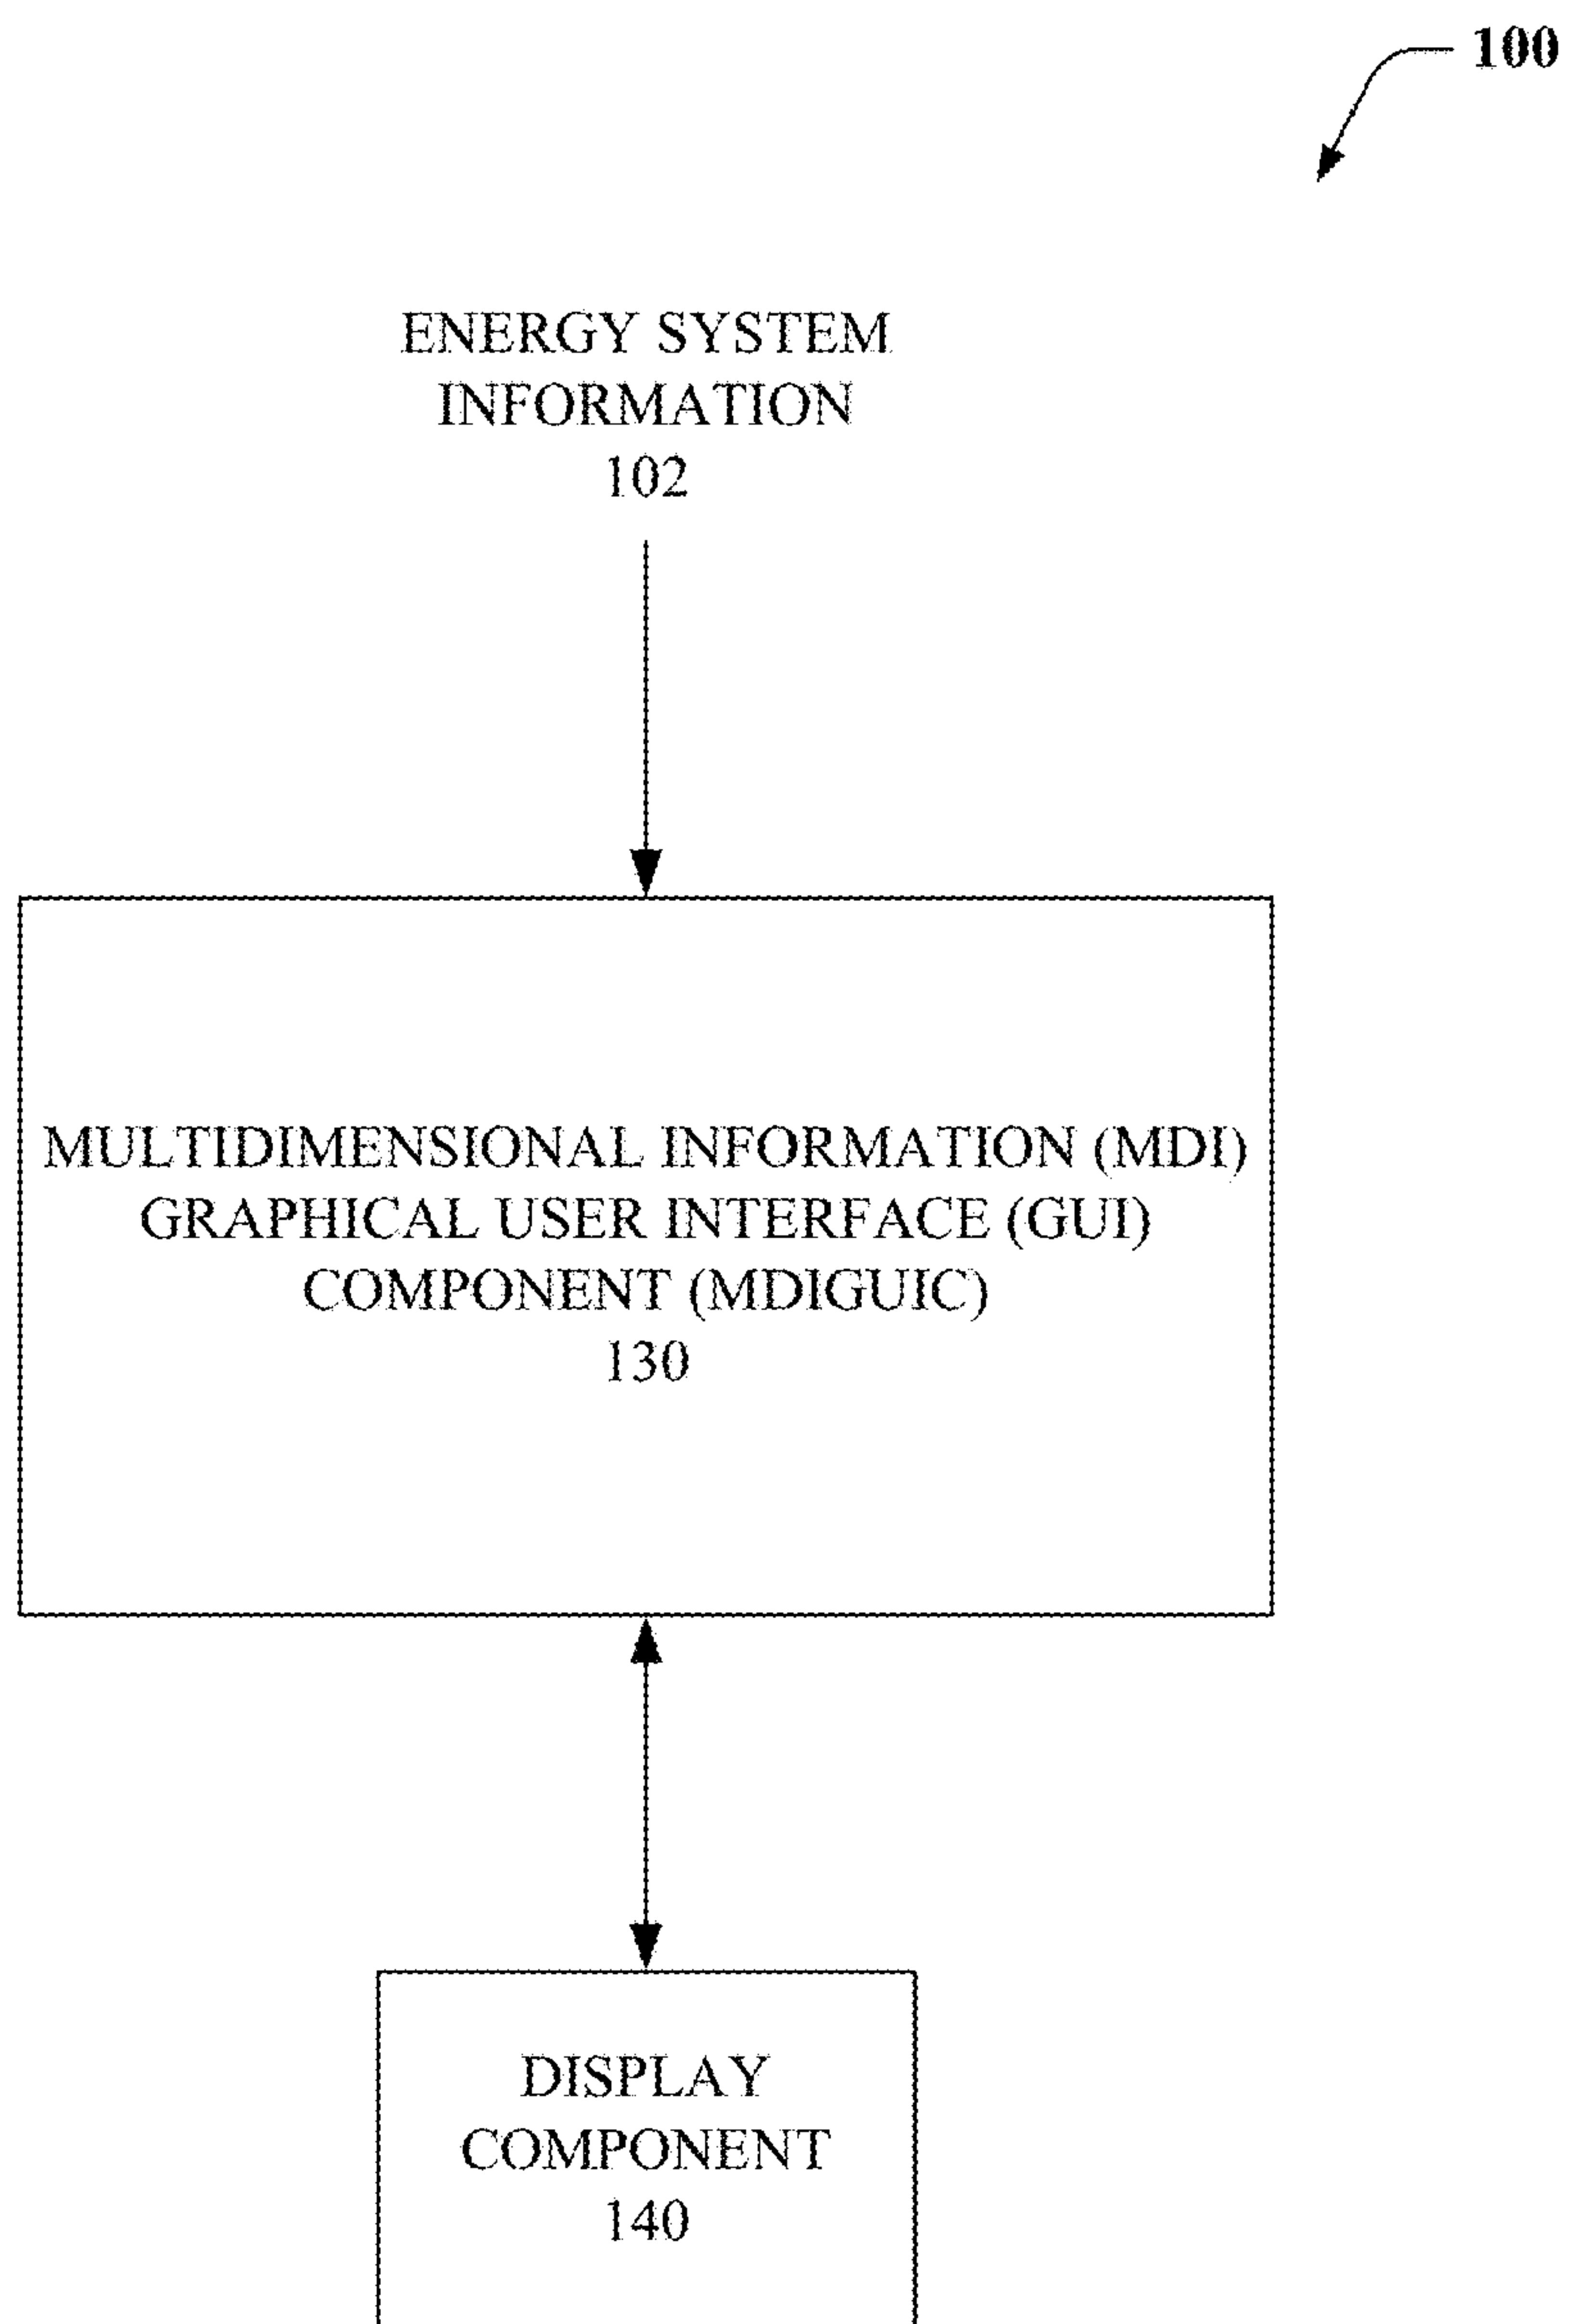 100
ENERGY SYSTEM
INFORMATION
102
MULTIDIMENSIONAL INFORMATION (MDI)
GRAPHICAL USER INTERFACE (GUI)
COMPONENT (MDIGUIC)
130
DISPLAY
COMPONENT
140